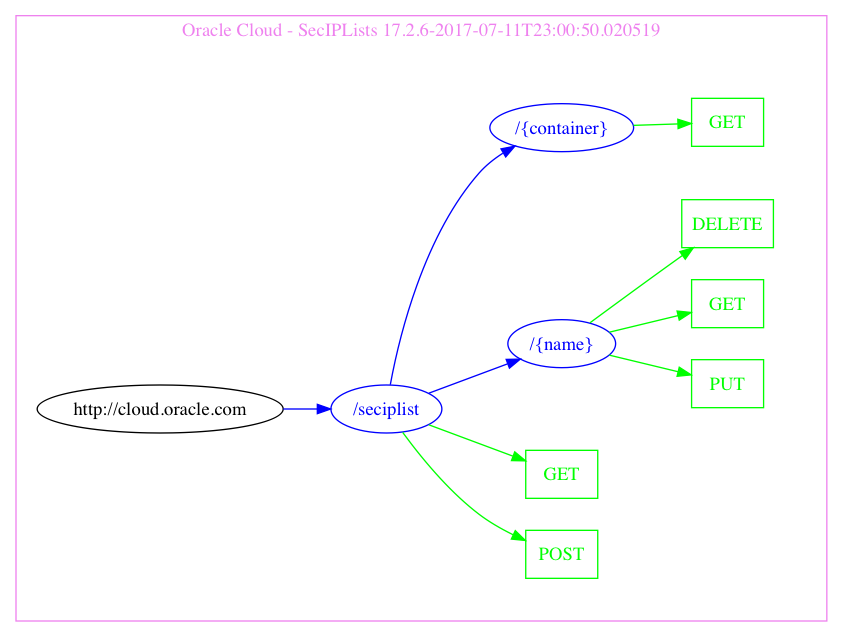 Oracle Cloud - SecIPLists 17.2.6-2017-07-11T23:00:50.020519
/{container}
GET
DELETE
GET
/{name}
PUT
http://cloud.oracle.com
/seciplist
GET
POST